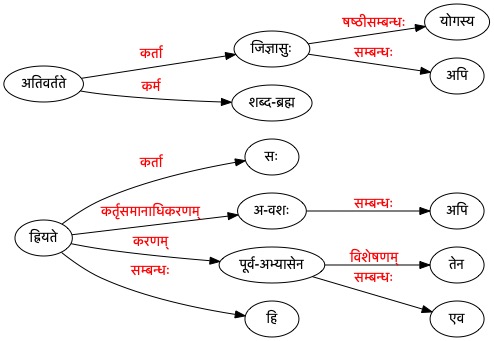 षष्ठीसम्बन्धः योगस्य
कर्ता जिज्ञासुः
सम्बन्धः अपि
अतिवर्तते
कर्म शब्द-ब्रह्म
कर्ता सः
कर्तृसमानाधिकरणम् अ-वशः सम्बन्धः अपि
ह्रियते
करणम् पूर्व-अभ्यासेन विशेषणम् तेन
सम्बन्धः सम्बन्धः
हि एव